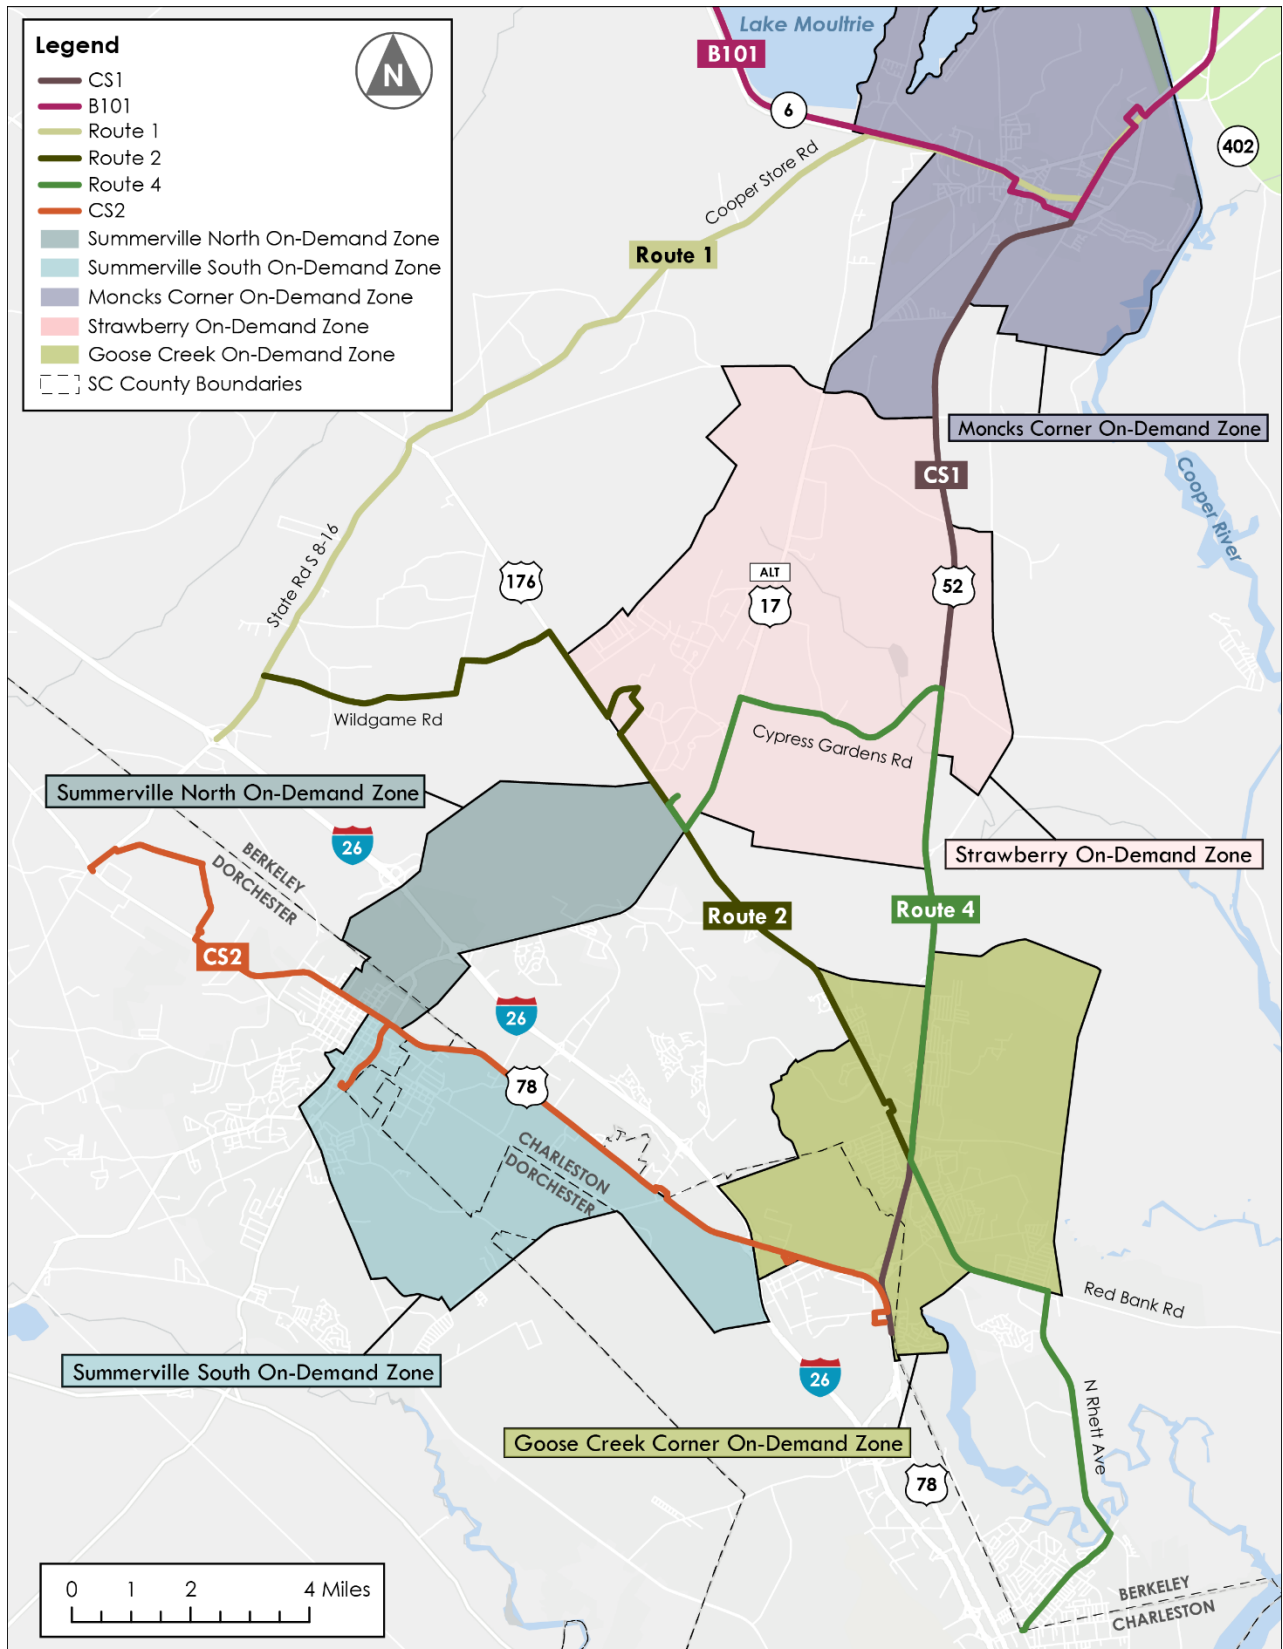 Legend
CS1
B101
Route 1
Route 2
Route 4
CS2
Summerville North On-Demand Zone
Summerville South On-Demand Zone
Moncks Corner On-Demand Zone
Strawberry On-Demand Zone
Goose Creek On-Demand Zone
SC County Boundaries
N
Lake Moultrie
B101
6
402
Cooper Store Rd
Route 1
Moncks Corner On-Demand Zone
CS1
Cooper River
State Rd S 8-16
176
ALT
17
52
Wildgame Rd
Cypress Gardens Rd
Summerville North On-Demand Zone
26
BERKELEY
DORCHESTER
Strawberry On-Demand Zone
Route 2
Route 4
CS2
26
78
CHARLESTON
DORCHESTER
Red Bank Rd
Summerville South On-Demand Zone
26
N Rhett Ave
Goose Creek Corner On-Demand Zone
78
BERKELEY
CHARLESTON
0 1 2 4 Miles